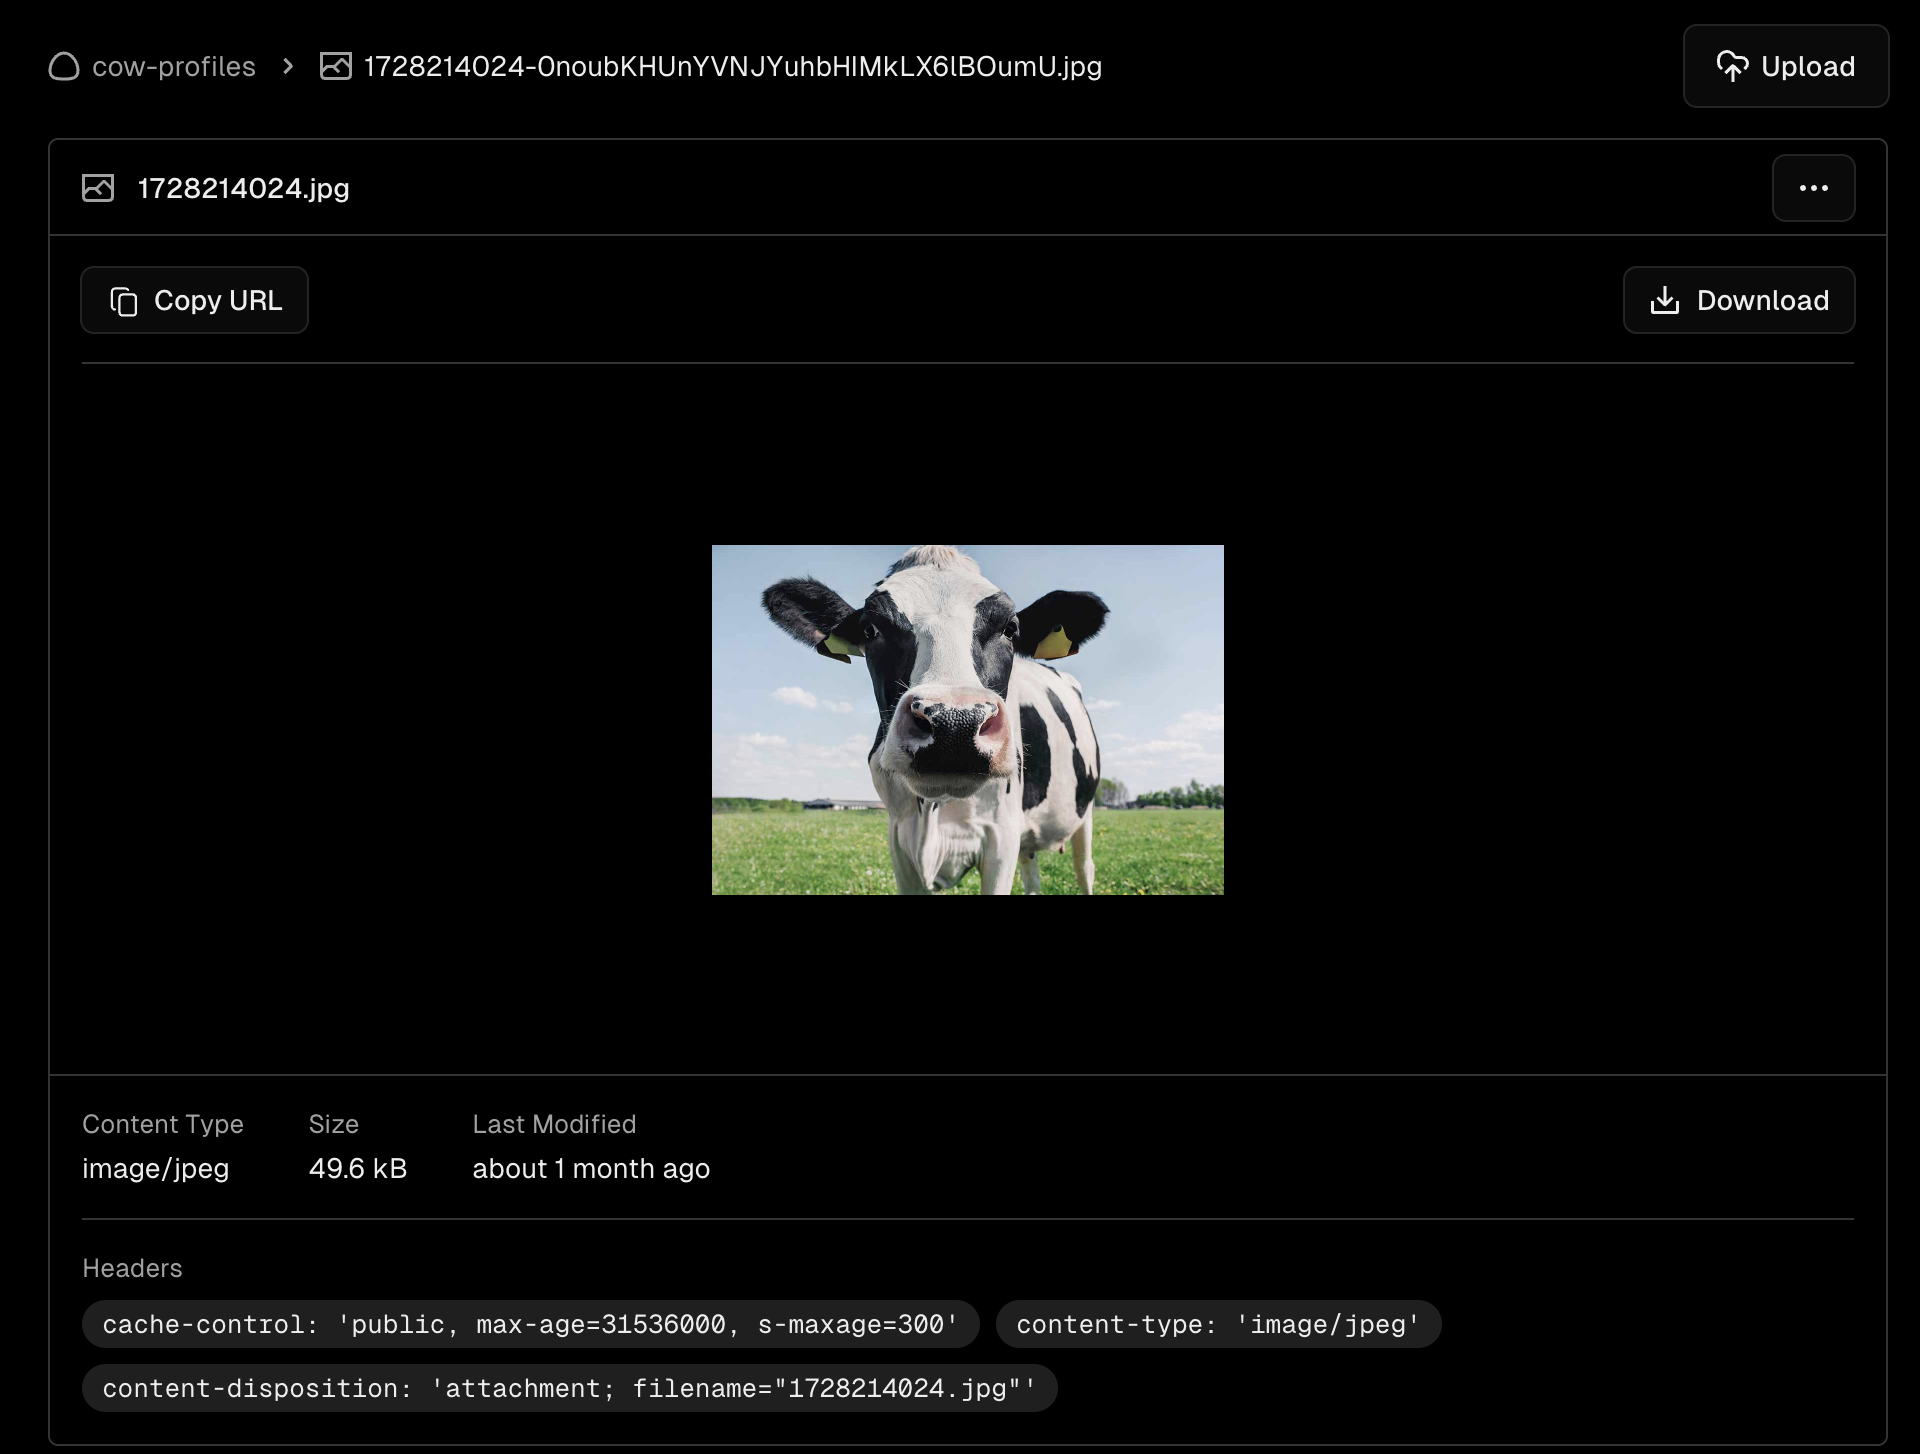 cow-profiles > 1728214024-0noubKHUnYVNJYuhbHIMkLX6lBOumU.jpg
Upload
1728214024.jpg
Copy URL
Download
Content Type
Size
Last Modified
image/jpeg
49.6 kB
about 1 month ago
Headers
cache-control: 'public, max-age=31536000, s-maxage=300'
content-type: 'image/jpeg'
content-disposition: 'attachment; filename="1728214024.jpg"'